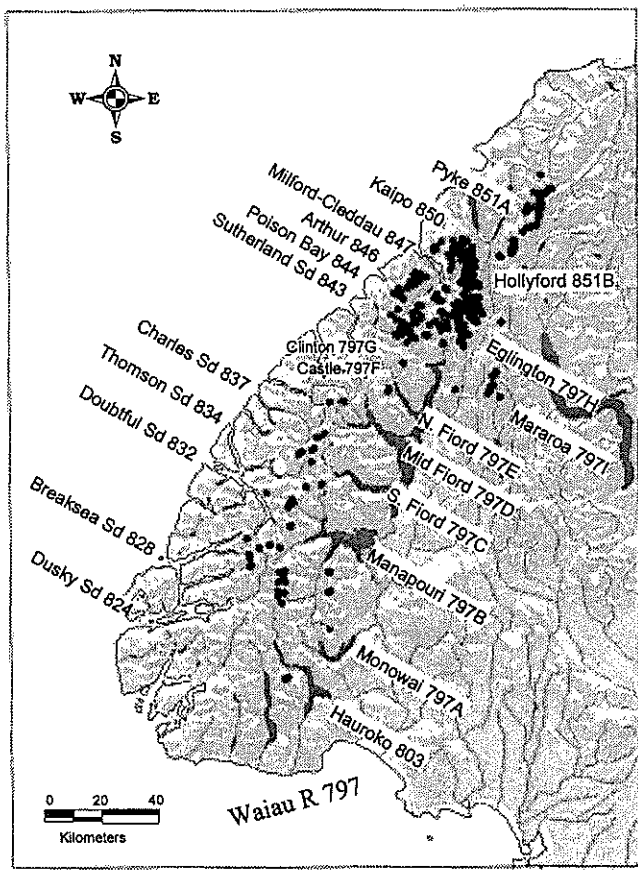 N
W E
S
Pyke 851A
Kaipo 850
Milford-Cleddau 847
Arthur 846
Poison Bay 844
Sutherland Sd 843
Hollyford 851B
Charles Sd 837
Thomson 834
Doubtful Sd 832
Breaksea Sd 828
Dusky Sd 824
Clinton 797G
Castle 797F
Eglington 797H
Mararoa 797I
N. Fiord 797E
Mid Fiord 797D
S. Fiord 797C
Manapouri 797B
Monowai 797A
Hauroko 803
Waiau R 797
0 20 40
Kilometers